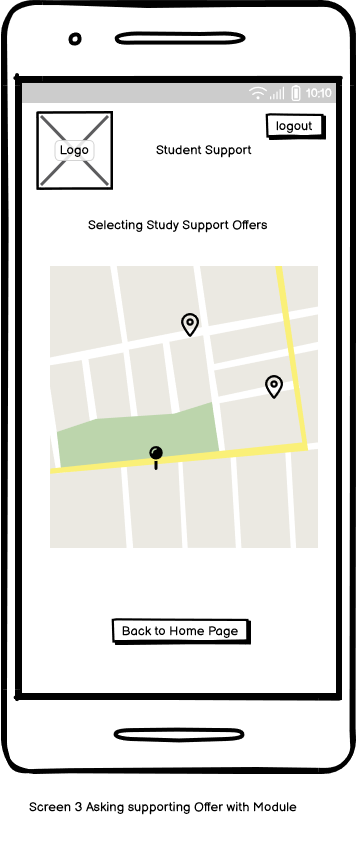 10:10
logout
Logo
Student Support
Selecting Study Support Offers
Back to Home Page
Screen 3 Asking supporting Offer with Module